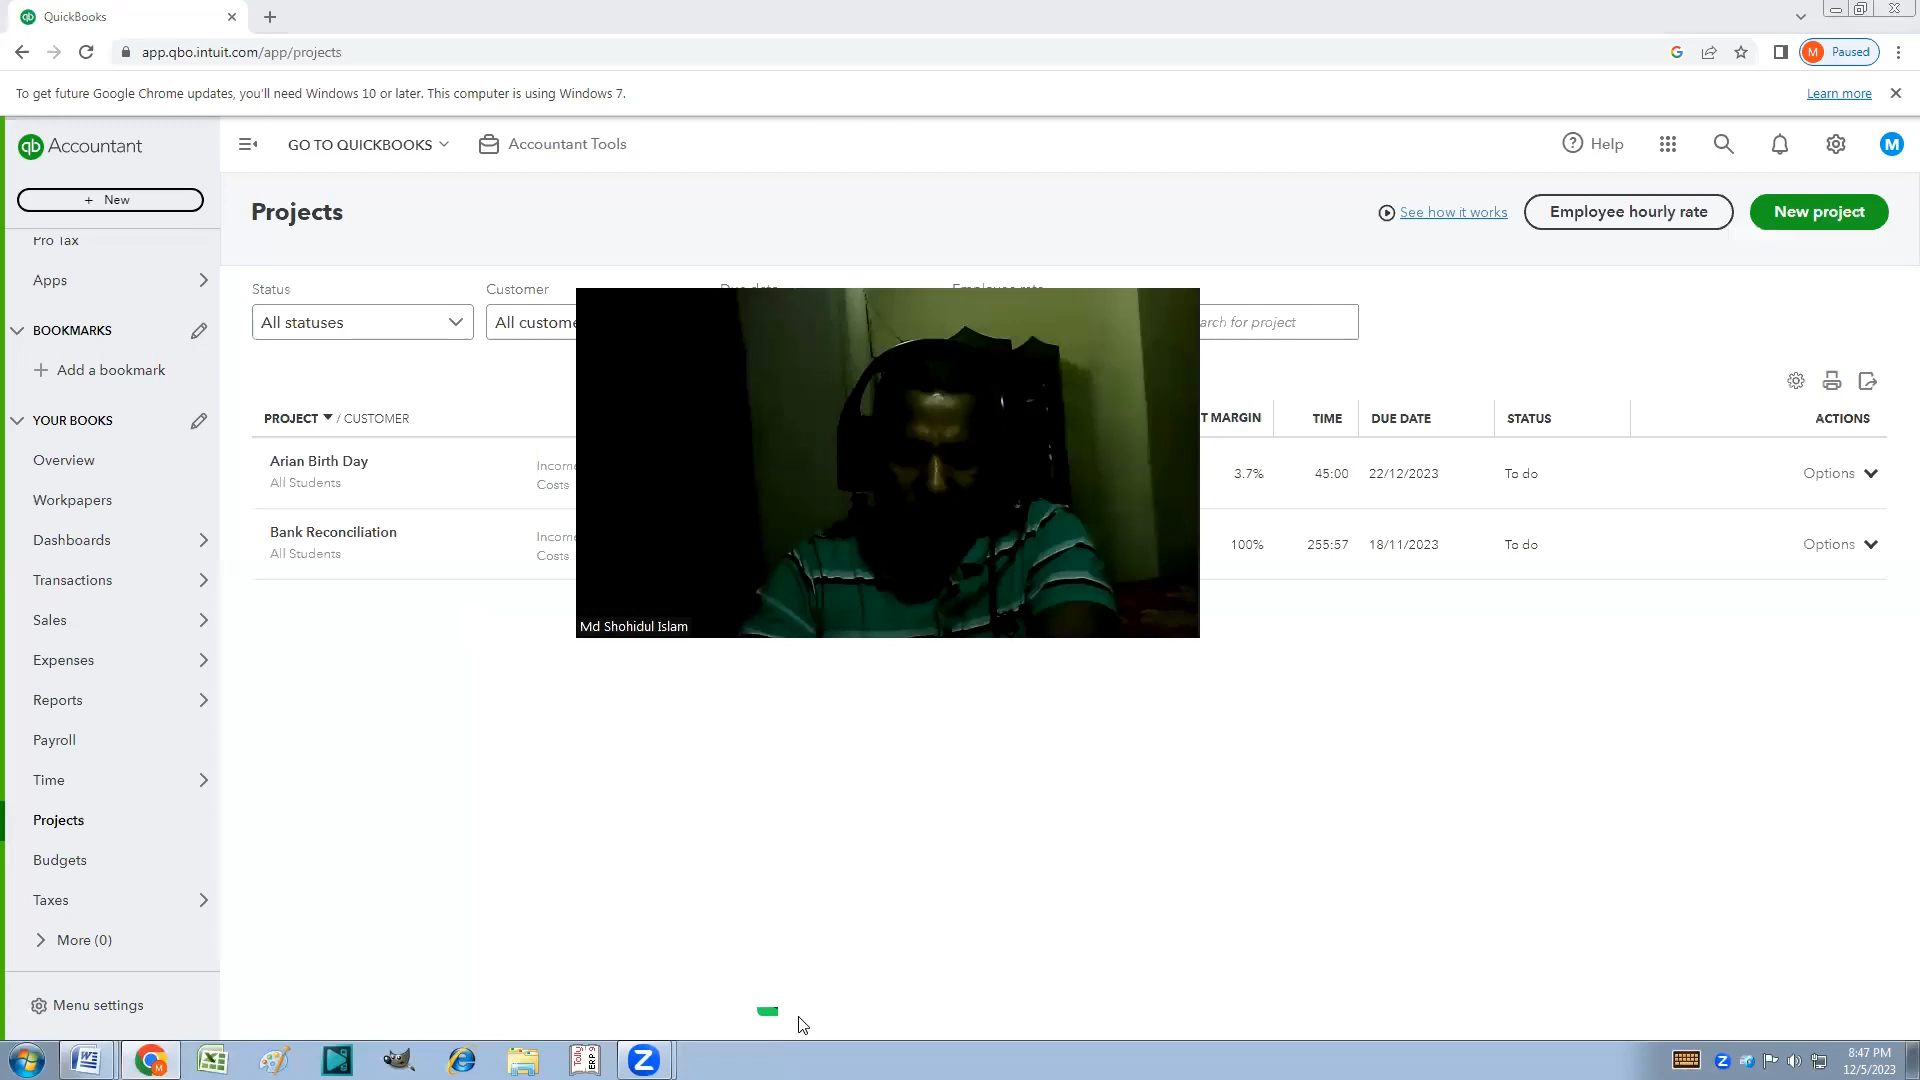 QuickBooks
app.qbo.intuit.com/app/projects
Paused
To get future Google Chrome updates, you'll need Windows 10 or later. This computer is using Windows 7.
Learn more
qb Accountant
GO TO QUICKBOOKS
Accountant Tools
Help
M
+ New
Projects
See how it works
Employee hourly rate
New project
Pro Tax
Apps
BOOKMARKS
Add a bookmark
YOUR BOOKS
Overview
Workpapers
Dashboards
Transactions
Sales
Expenses
Reports
Payroll
Time
Projects
Budgets
Taxes
More (0)
Menu settings
Status
Customer
All statuses
All custome
arch for project
PROJECT / CUSTOMER
T MARGIN
TIME
DUE DATE
STATUS
ACTIONS
Arian Birth Day
All Students
Income
Costs
3.7%
45:00
22/12/2023
To do
Options
Bank Reconciliation
All Students
Income
Costs
100%
255:57
18/11/2023
To do
Options
Md Shohidul Islam
8:47 PM
12/5/2023